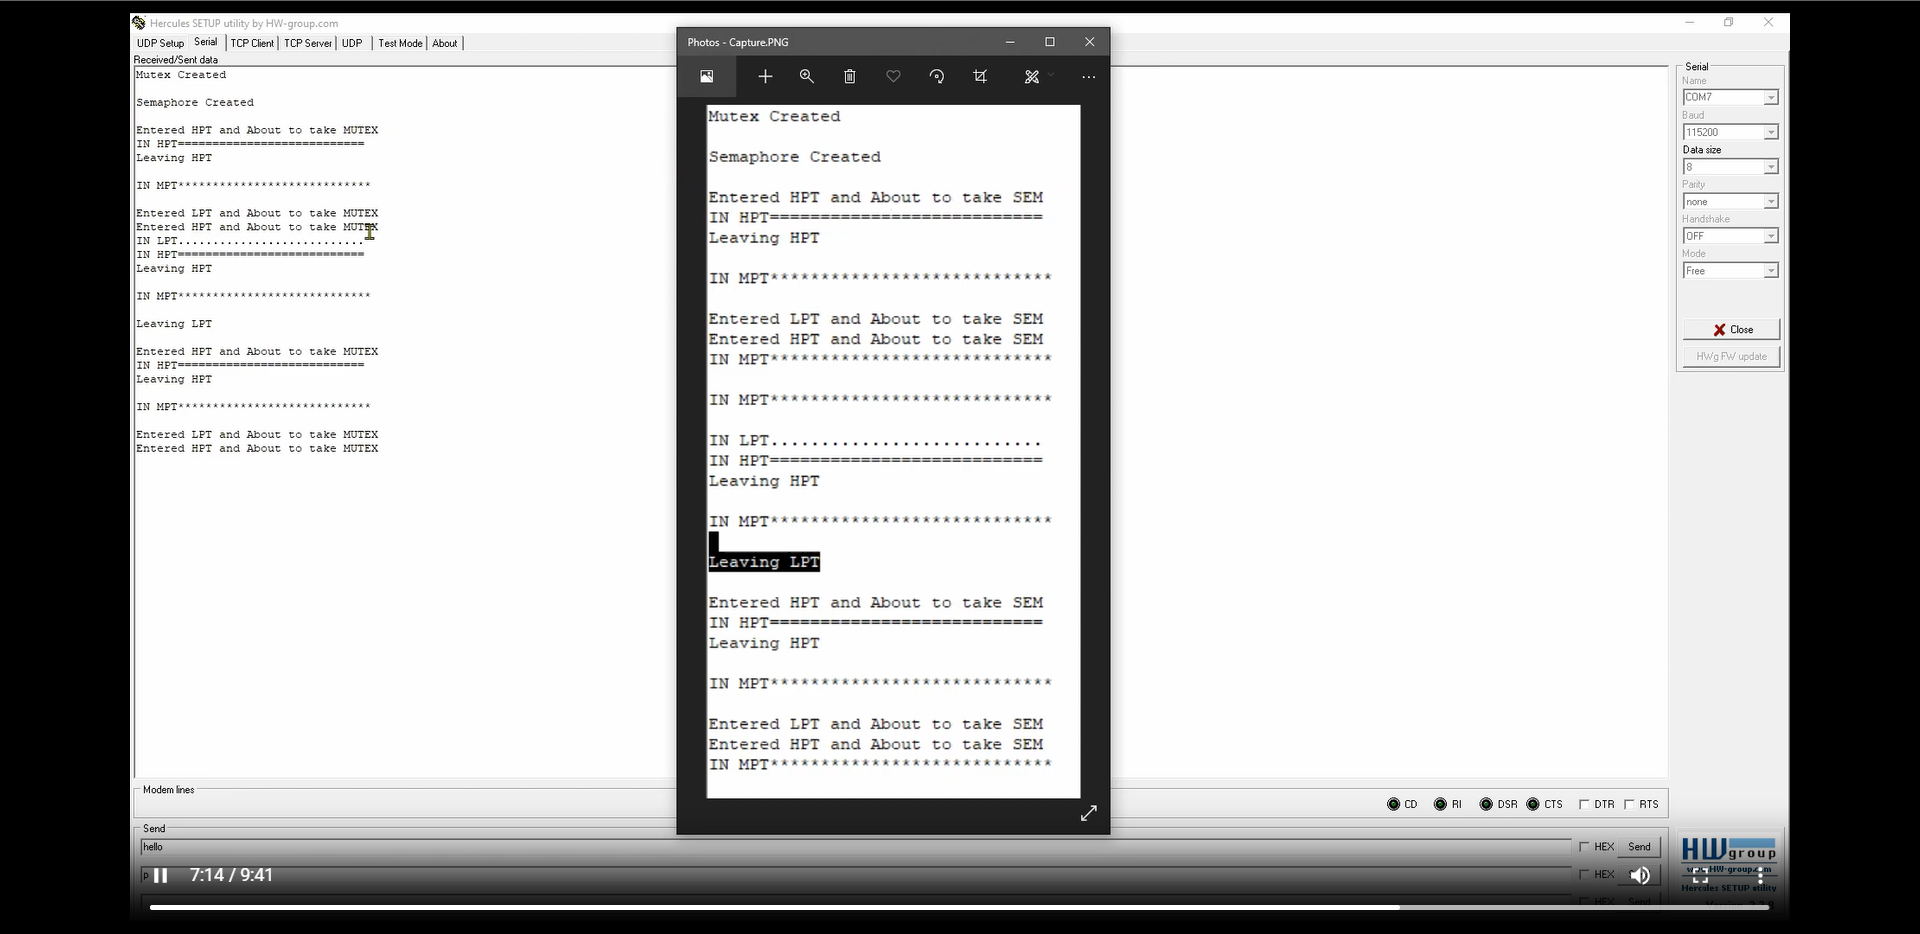 Hercules SETUP utility by HW-group.com
UDP Setup Serial TCP Client TCP Server UDP Test Mode About
Received/Sent data
Mutex Created
Semaphore Created
Entered HPT and About to take MUTEX
IN HPT===========================
Leaving HPT
IN MPT****************************
Entered LPT and About to take MUTEX
Entered HPT and About to take MUTEX
IN LPT...........................
IN HPT===========================
Leaving HPT
IN MPT****************************
Leaving LPT
Entered HPT and About to take MUTEX
IN HPT===========================
Leaving HPT
IN MPT****************************
Entered LPT and About to take MUTEX
Entered HPT and About to take MUTEX
Photos - Capture.PNG
Mutex Created
Semaphore Created
Entered HPT and About to take SEM
IN HPT===========================
Leaving HPT
IN MPT****************************
Entered LPT and About to take SEM
Entered HPT and About to take SEM
IN MPT****************************
IN MPT****************************
IN LPT...........................
IN HPT===========================
Leaving HPT
IN MPT****************************
Leaving LPT
Entered HPT and About to take SEM
IN HPT===========================
Leaving HPT
IN MPT****************************
Entered LPT and About to take SEM
Entered HPT and About to take SEM
IN MPT****************************
Serial
Name
COM7
Baud
115200
Data size
8
Parity
none
Handshake
OFF
Mode
Free
Close
HWg FW update
Modem lines
CD RI DSR CTS DTR RTS
Send
hello
HEX Send
p
HEX
HEX Send
HWgroup
www.HW-group.com
Hercules SETUP utility
7:14 / 9:41